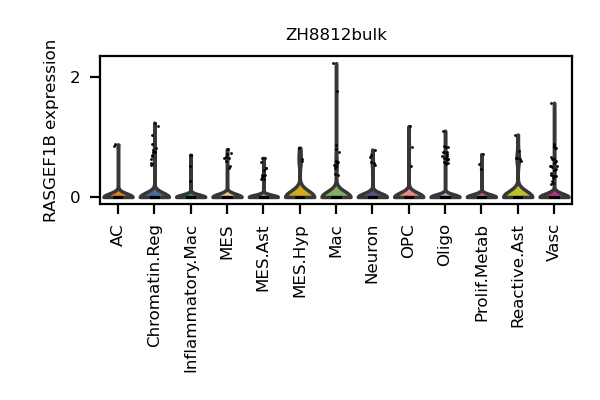 ZH8812bulk
RASGEF1B expression
2
0
AC
Chromatin.Reg
Inflammatory.Mac
MES
MES.Ast
MES.Hyp
Mac
Neuron
OPC
Oligo
Prolif.Metab
Reactive.Ast
Vasc